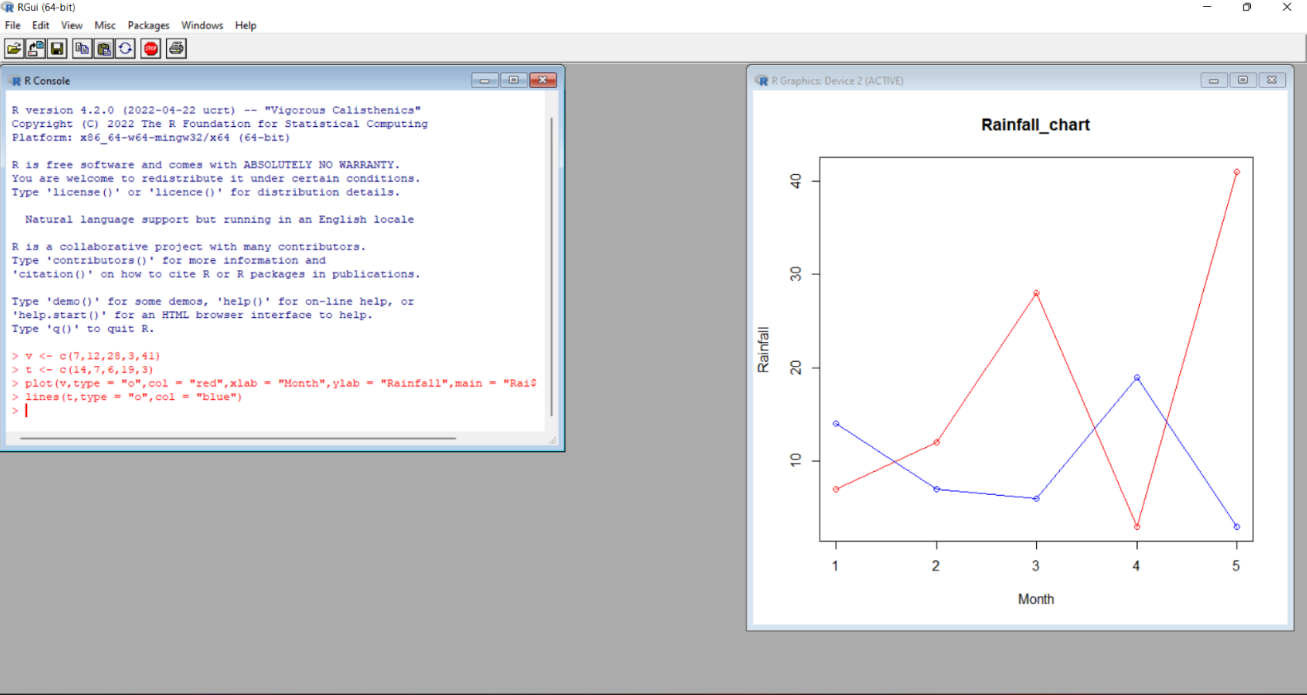 RGui (64-bit)
File Edit View Misc Packages Windows Help
STOP
R Console
R version 4.2.0 (2022-04-22 ucrt) -- "Vigorous Calisthenics"
Copyright (C) 2022 The R Foundation for Statistical Computing
Platform: x86_64-w64-mingw32/x64 (64-bit)
R is free software and comes with ABSOLUTELY NO WARRANTY.
You are welcome to redistribute it under certain conditions.
Type 'license()' or 'licence()' for distribution details.
Natural language support but running in an English locale
R is a collaborative project with many contributors.
Type 'contributors()' for more information and
'citation()' on how to cite R or R packages in publications.
Type 'demo()' for some demos, 'help()' for on-line help, or
'help.start()' for an HTML browser interface to help.
Type 'q()' to quit R.
> v <- c(7,12,28,3,41)
> t <- c(14,7,6,19,3)
> plot(v,type = "o",col = "red",xlab = "Month",ylab = "Rainfall",main = "Rai$
> lines(t,type = "o",col = "blue")
>
R Graphics: Device 2 (ACTIVE)
Rainfall_chart
Rainfall
40
30
20
10
1 2 3 4 5
Month